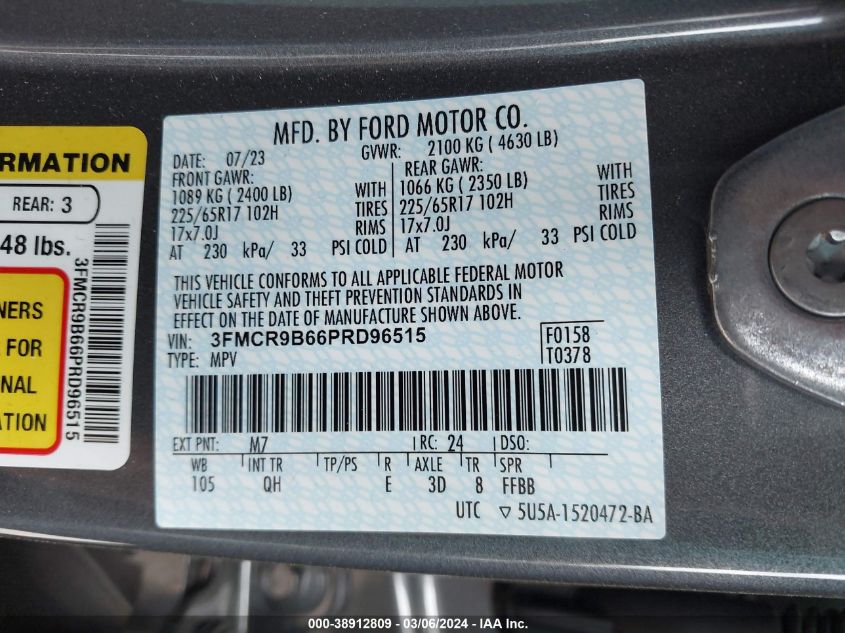 RMATION
REAR: 3
48 lbs.
NERS
FOR
NAL
ATION
3FMCR9B66PRD96515
MFD. BY FORD MOTOR CO.
DATE: 07/23 GVWR: 2100 KG ( 4630 LB)
FRONT GAWR: REAR GAWR:
1089 KG ( 2400 LB) WITH 1066 KG ( 2350 LB) WITH
225/65R17 102H TIRES 225/65R17 102H TIRES
17x7.0J RIMS 17x7.0J RIMS
AT 230 kPa/ 33 PSI COLD AT 230 kPa/ 33 PSI COLD
THIS VEHICLE CONFORMS TO ALL APPLICABLE FEDERAL MOTOR
VEHICLE SAFETY AND THEFT PREVENTION STANDARDS IN
EFFECT ON THE DATE OF MANUFACTURE SHOWN ABOVE.
VIN: 3FMCR9B66PRD96515 F0158
TYPE: MPV T0378
EXT PNT: M7 RC: 24 DSO:
WB INT TR TP/PS R AXLE TR SPR
105 QH E 3D 8 FFBB
UTC ▽ 5U5A-1520472-BA
000-38912809 - 03/06/2024 - IAA Inc.